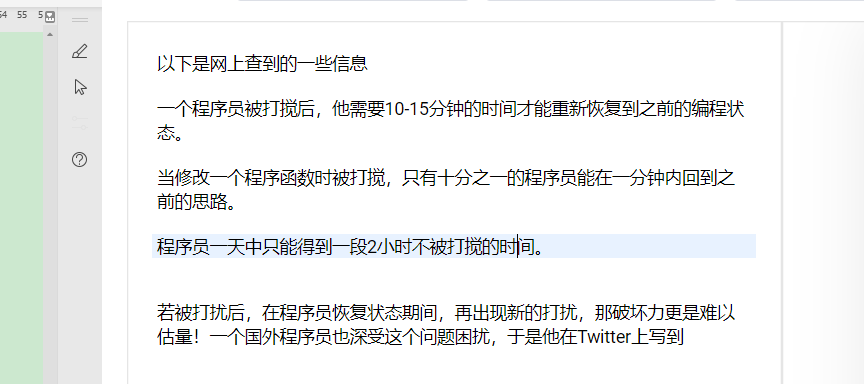 54 55 5
以下是网上查到的一些信息
一个程序员被打搅后，他需要10-15分钟的时间才能重新恢复到之前的编程状
态。
当修改一个程序函数时被打搅，只有十分之一的程序员能在一分钟内回到之
前的思路。
程序员一天中只能得到一段2小时不被打搅的时间。
若被打扰后，在程序员恢复状态期间，再出现新的打扰，那破坏力更是难以
估量！一个国外程序员也深受这个问题困扰，于是他在Twitter上写到